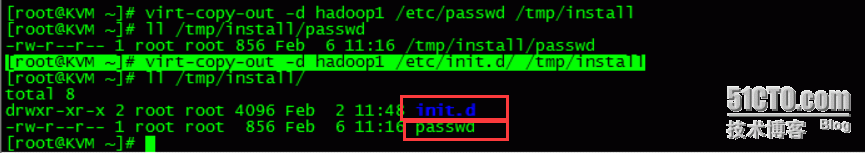 [root@KVM ~]# virt-copy-out -d hadoop1 /etc/passwd /tmp/install
[root@KVM ~]# ll /tmp/install/passwd
-rw-r--r-- 1 root root 856 Feb  6 11:16 /tmp/install/passwd
[root@KVM ~]# virt-copy-out -d hadoop1 /etc/init.d/ /tmp/install
[root@KVM ~]# ll /tmp/install/
total 8
drwxr-xr-x 2 root root 4096 Feb  2 11:48 init.d
-rw-r--r-- 1 root root  856 Feb  6 11:16 passwd
[root@KVM ~]#
51CTO.com
技术博客 Blog